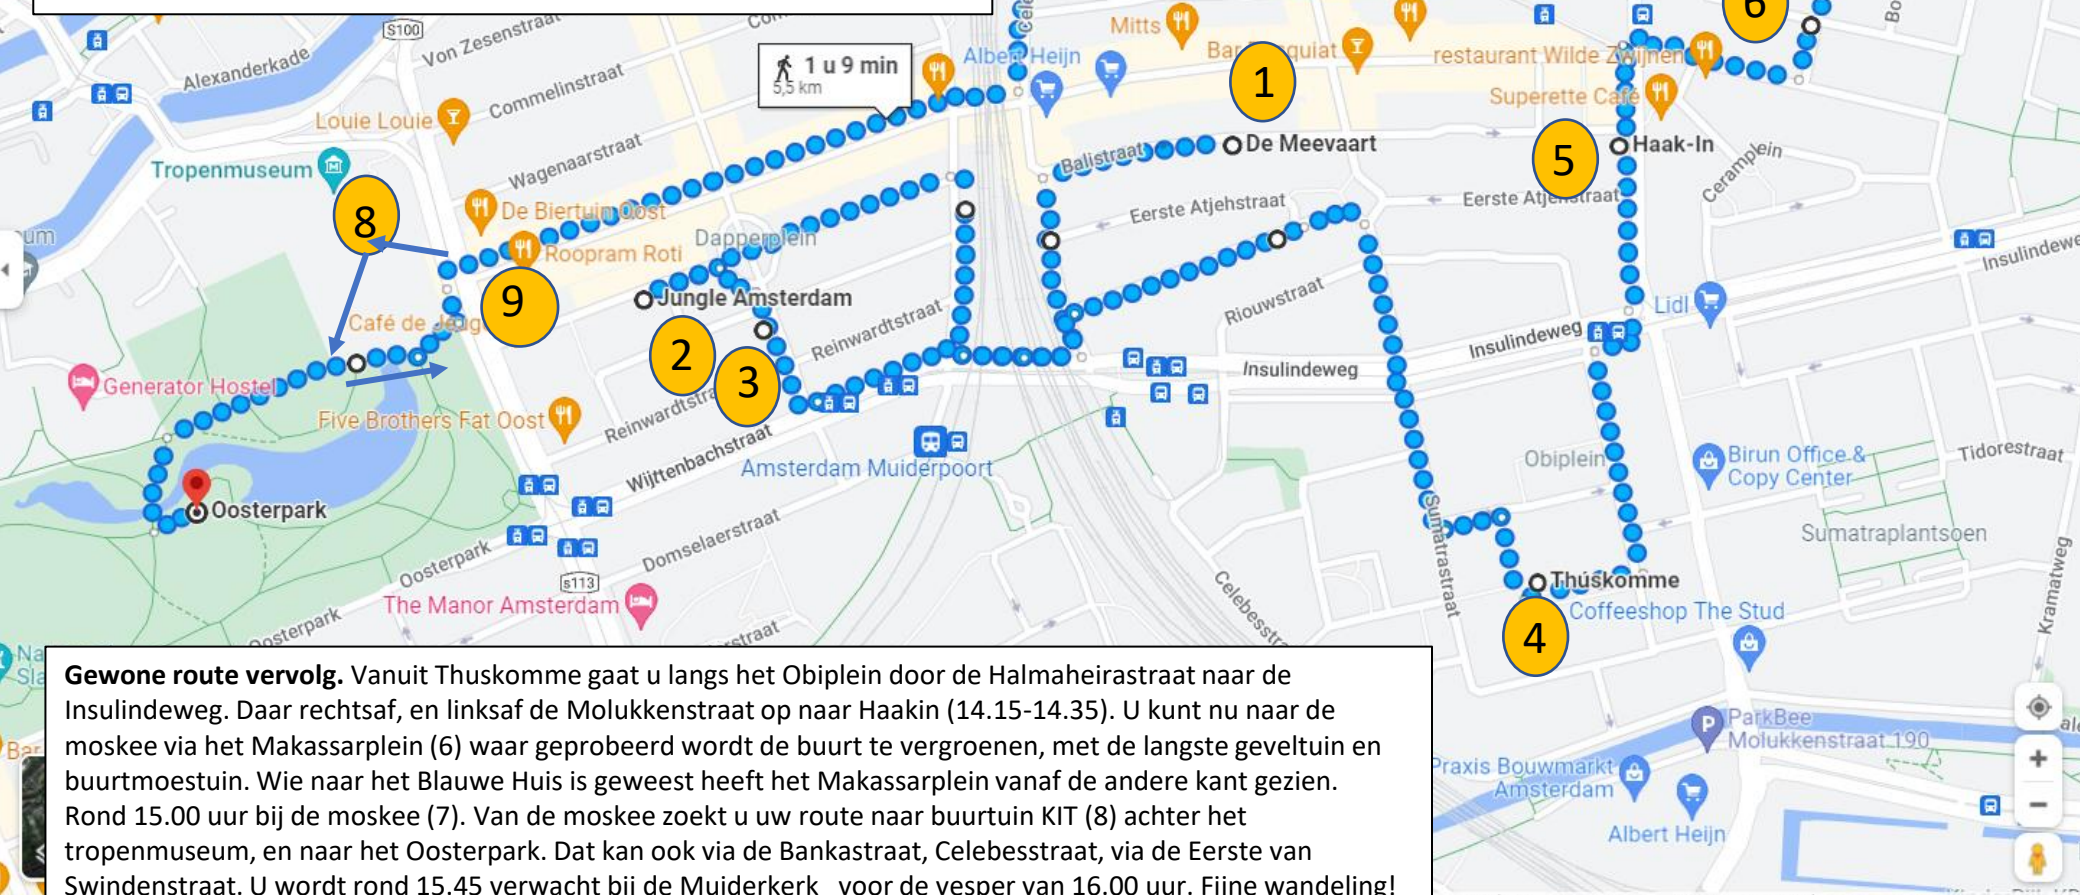 6
S100
Von Zesenstraat
Alexanderkade
Commelinstraat
1 u 9 min
5,5 km
Albert Heijn
Mitts
restaurant Wilde Zwijnen
1
Superette Café
Louie Louie
Wagenaarstraat
Tropenmuseum
Balistraat
De Meevaart
5
Haak-In
Ceramplein
Eerste Atjehstraat
Eerste Atjehstraat
8
De Biertuin Oost
Dapperplein
Roopram Roti
Insulindeweg
9
Jungle Amsterdam
Riouwstraat
Lidl
Café de
2
3
Reinwardtstraat
Insulindeweg
Insulindeweg
Generator Hostel
Five Brothers Fat Oost
Wijttenbachstraat
Amsterdam Muiderpoort
Obiplein
Birun Office &
Copy Center
Tidorestraat
Oosterpark
Sumatrastraat
Sumatraplantsoen
Domselaerstraat
Oosterpark
s113
The Manor Amsterdam
Oosterpark
Thúskomme
Coffeeshop The Stud
4
Kramatweg
Gewone route vervolg. Vanuit Thuskomme gaat u langs het Obiplein door de Halmaheirastraat naar de
Insulindeweg. Daar rechtsaf, en linksaf de Molukkenstraat op naar Haakin (14.15-14.35). U kunt nu naar de
moskee via het Makassarplein (6) waar geprobeerd wordt de buurt te vergroenen, met de langste geveltuin en
buurtmoestuin. Wie naar het Blauwe Huis is geweest heeft het Makassarplein vanaf de andere kant gezien.
Rond 15.00 uur bij de moskee (7). Van de moskee zoekt u uw route naar buurtuin KIT (8) achter het
tropenmuseum, en naar het Oosterpark. Dat kan ook via de Bankastraat, Celebesstraat, via de Eerste van
Swindenstraat. U wordt rond 15.45 verwacht bij de Muiderkerk voor de vesper van 16.00 uur. Fijne wandeling!
ParkBee
Molukkenstraat 190
Praxis Bouwmarkt
Amsterdam
Albert Heijn